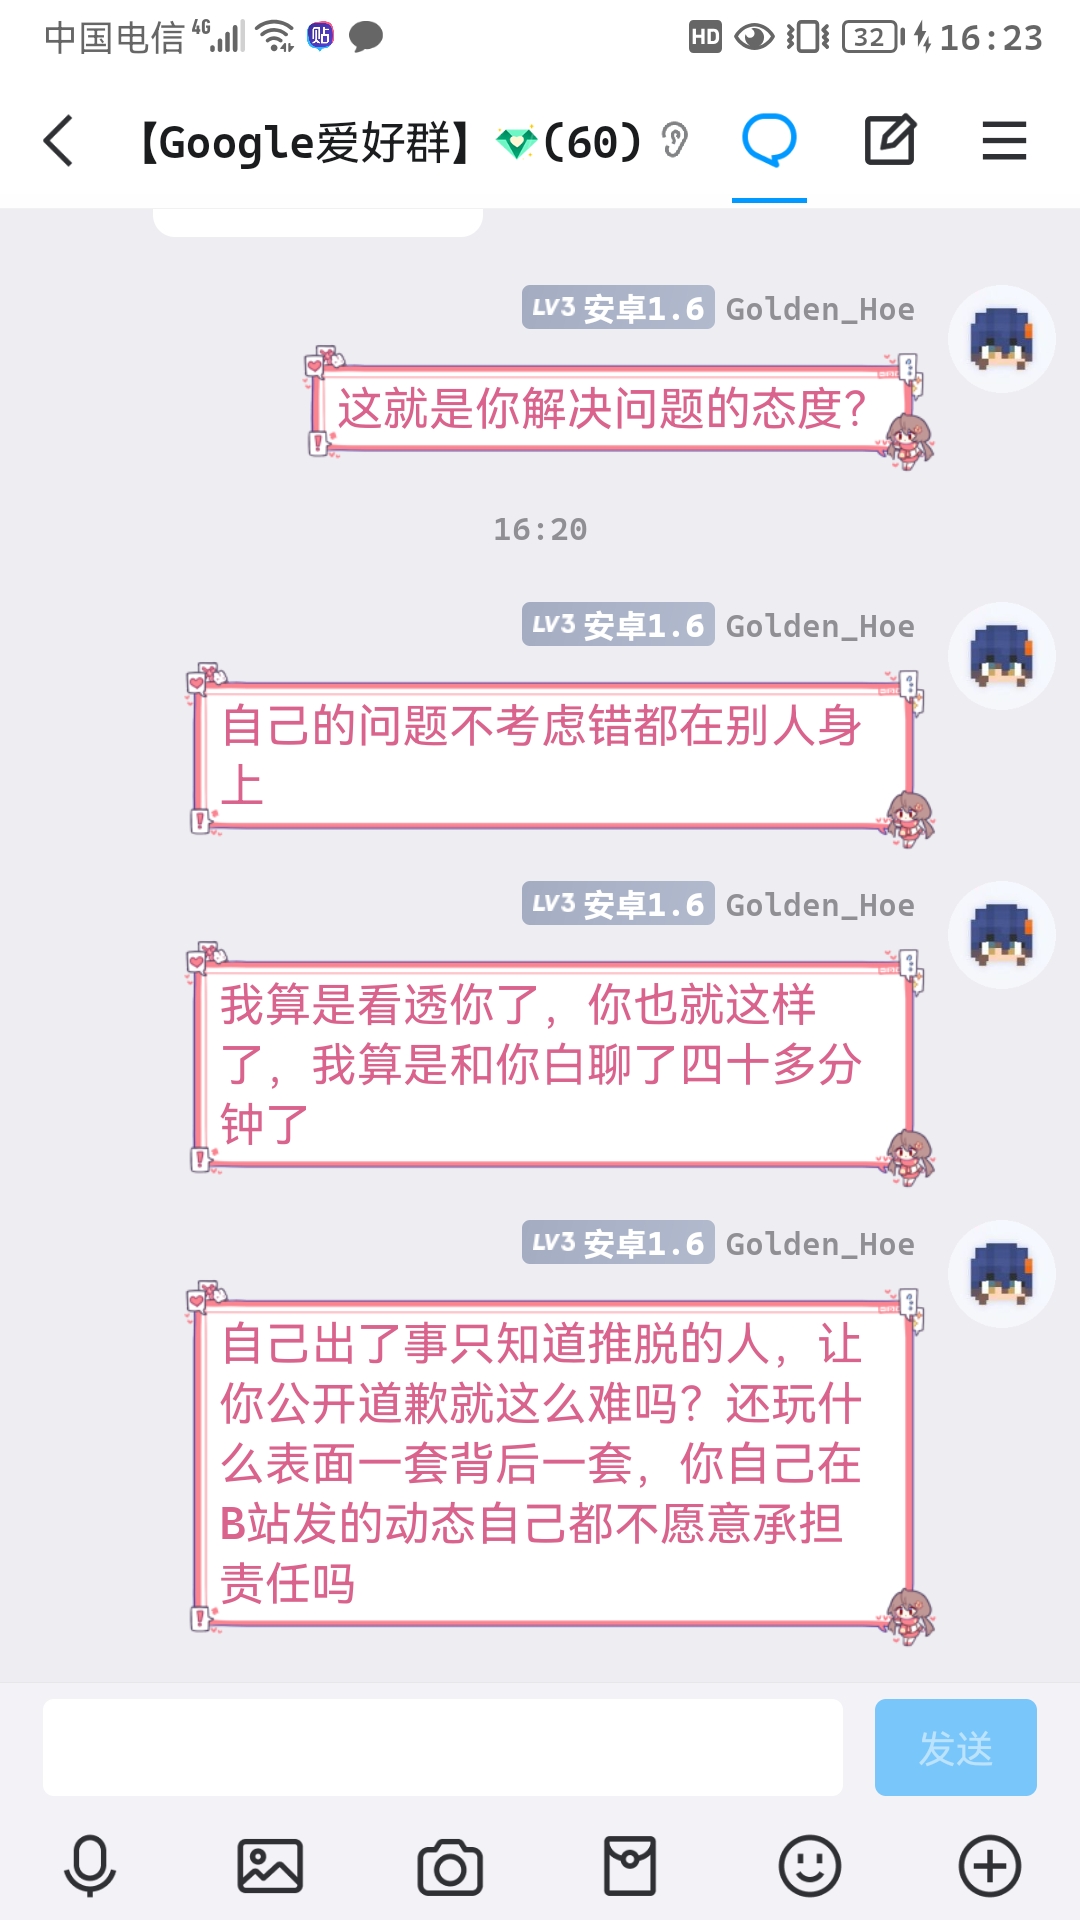 中国电信 4G 贴 HD 32 16:23
【Google爱好群】(60)
LV3 安卓1.6 Golden_Hoe
这就是你解决问题的态度？
16:20
LV3 安卓1.6 Golden_Hoe
自己的问题不考虑错都在别人身
上
LV3 安卓1.6 Golden_Hoe
我算是看透你了，你也就这样
了，我算是和你白聊了四十多分
钟了
LV3 安卓1.6 Golden_Hoe
自己出了事只知道推脱的人，让
你公开道歉就这么难吗？还玩什
么表面一套背后一套，你自己在
B站发的动态自己都不愿意承担
责任吗
发送